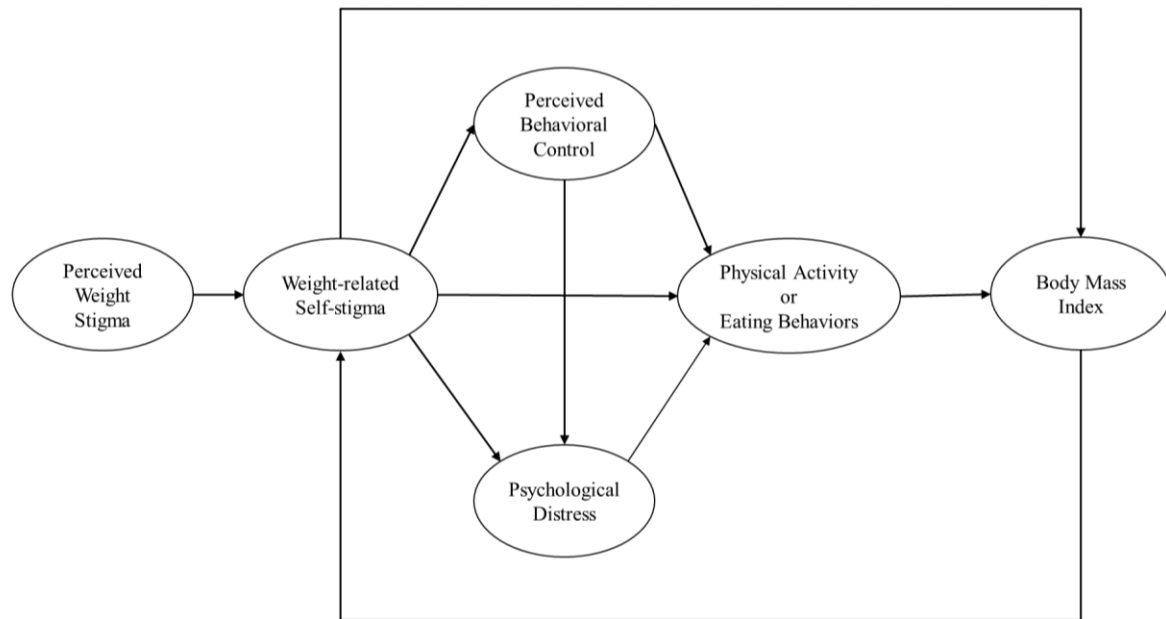 Perceived
Behavioral
Control
Perceived
Weight
Stigma
Weight-related
Self-stigma
Physical Activity
or
Eating Behaviors
Body Mass
Index
Psychological
Distress